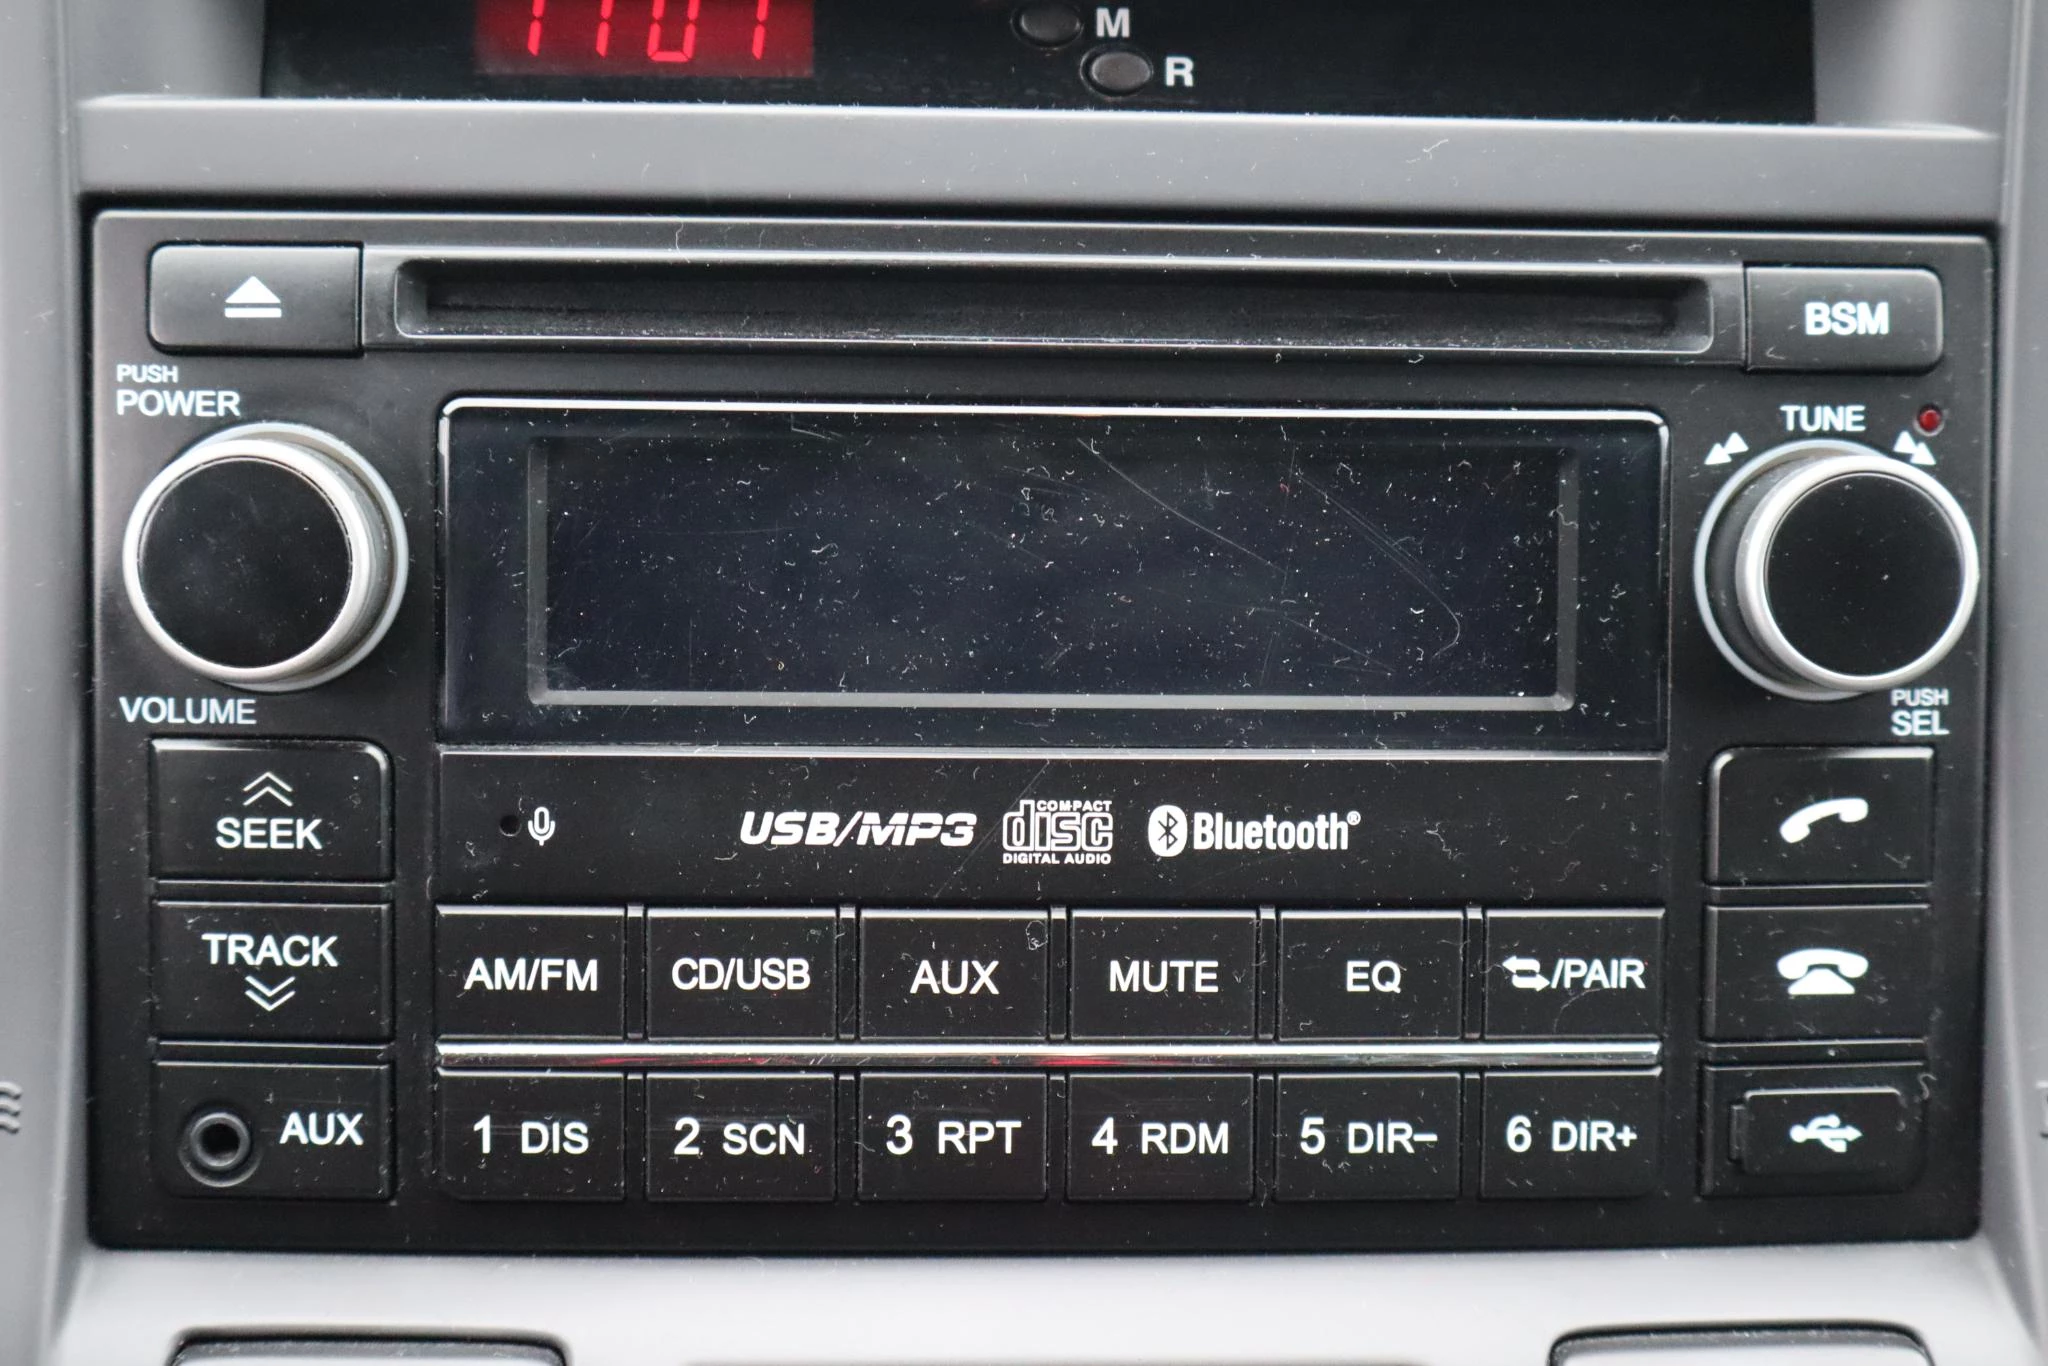 M
R
BSM
PUSH
POWER
TUNE
VOLUME
PUSH
SEL
SEEK
USB/MP3
COMPACT
disc
DIGITAL AUDIO
Bluetooth®
TRACK
AM/FM
CD/USB
AUX
MUTE
EQ
/PAIR
AUX
1 DIS
2 SCN
3 RPT
4 RDM
5 DIR−
6 DIR+